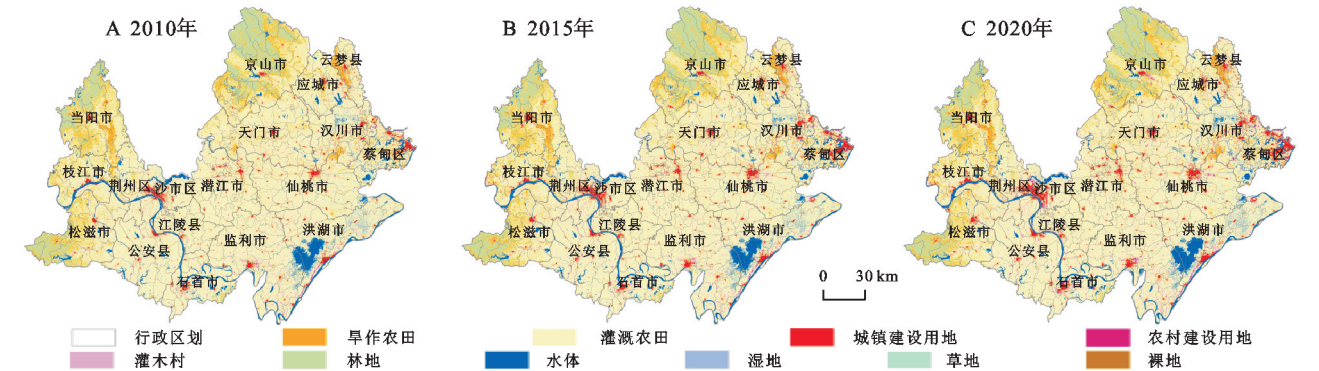 A 2010年
京山市
云梦县
应城市
当阳市
天门市
汉川市
蔡甸区
枝江市
荆州区
沙市区
潜江市
仙桃市
松滋市
江陵县
公安县
监利市
洪湖市
石首市
B 2015年
京山市
云梦县
应城市
当阳市
天门市
汉川市
蔡甸区
枝江市
荆州区
沙市区
潜江市
仙桃市
松滋市
江陵县
公安县
监利市
洪湖市
石首市
C 2020年
京山市
云梦县
应城市
当阳市
天门市
汉川市
蔡甸区
枝江市
荆州区
沙市区
潜江市
仙桃市
松滋市
江陵县
公安县
监利市
洪湖市
石首市
0 30 km
行政区划 旱作农田 灌溉农田 城镇建设用地 农村建设用地
灌木村 林地 水体 湿地 草地 裸地